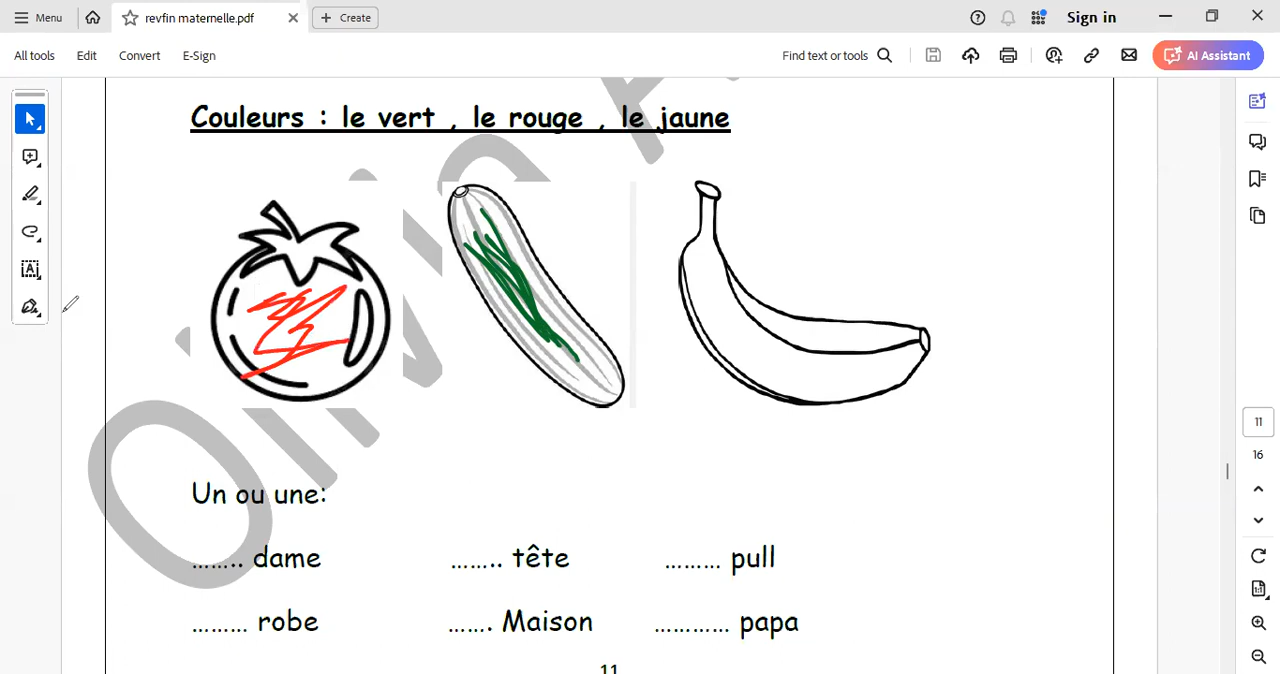 Menu
revfin maternelle.pdf
Create
Sign in
All tools
Edit
Convert
E-Sign
Find text or tools
AI Assistant
Couleurs : le vert , le rouge , le jaune
Un ou une:
…….. dame …….. tête ……… pull
……… robe ……. Maison ………… papa
11
11
16